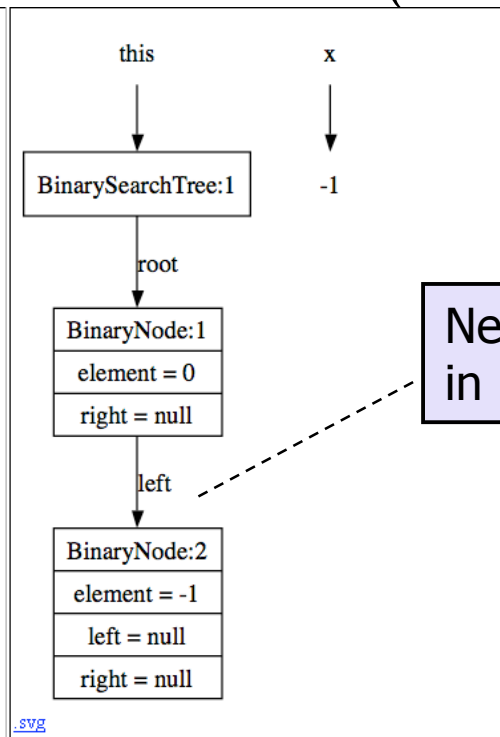 this
x
BinarySearchTree:1
-1
root
BinaryNode:1
element = 0
right = null
left
BinaryNode:2
element = -1
left = null
right = null
in
.svg